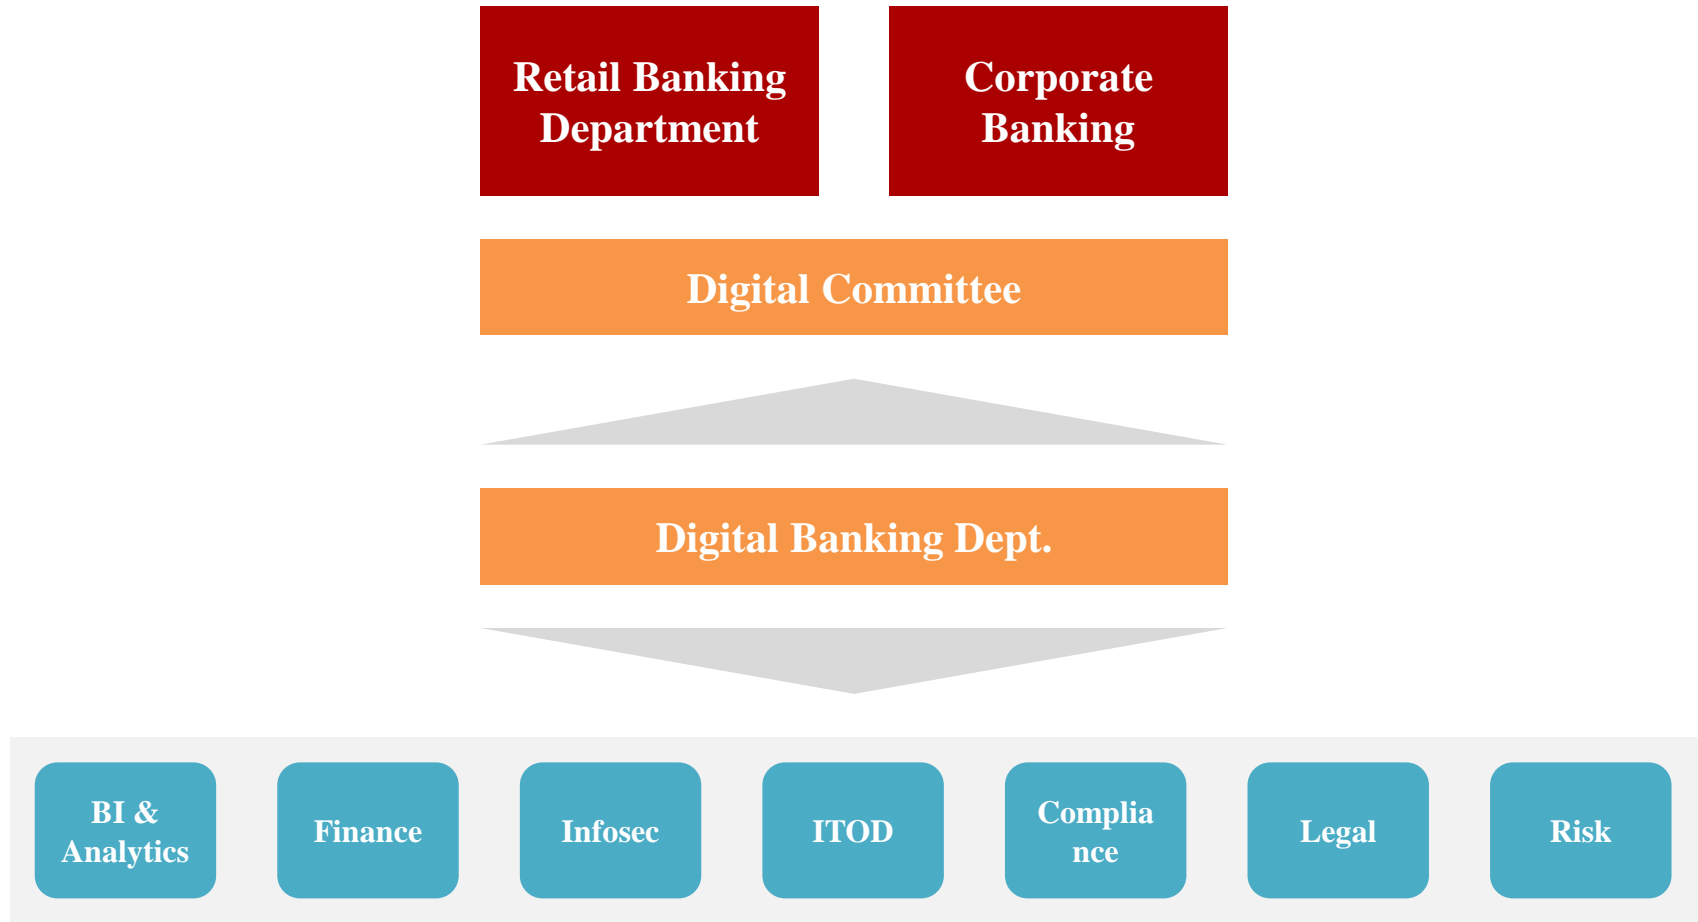 Retail Banking
Department
Corporate
Banking
Digital Committee
Digital Banking Dept.
BI &
Analytics
Finance
Infosec
ITOD
Complia
nce
Legal
Risk